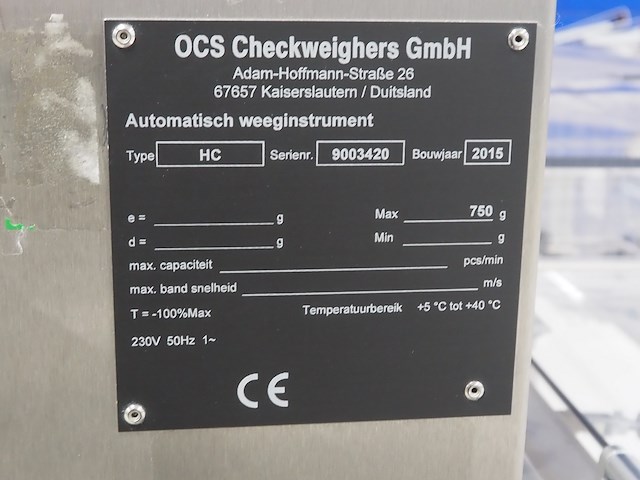 OCS Checkweighers GmbH
Adam-Hoffmann-Straße 26
67657 Kaiserslautern / Duitsland
Automatisch weeginstrument
Type HC Serienr. 9003420 Bouwjaar 2015
e = g Max 750 g
d = g Min g
max. capaciteit pcs/min
max. band snelheid m/s
T = -100%Max Temperatuurbereik +5 °C tot +40 °C
230V 50Hz 1~
CE